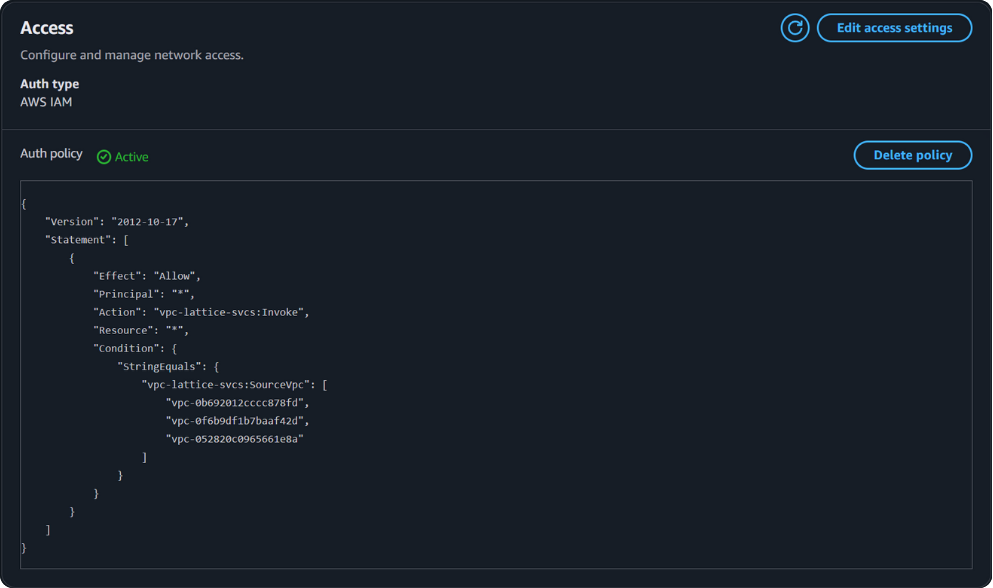 Access
Edit access settings
Configure and manage network access.
Auth type
AWS IAM
Auth policy
Active
Delete policy
{
    "Version": "2012-10-17",
    "Statement": [
        {
            "Effect": "Allow",
            "Principal": "*",
            "Action": "vpc-lattice-svcs:Invoke",
            "Resource": "*",
            "Condition": {
                "StringEquals": {
                    "vpc-lattice-svcs:SourceVpc": [
                        "vpc-0b692012cccc878fd",
                        "vpc-0f6b9df1b7baaf42d",
                        "vpc-052820c0965661e8a"
                    ]
                }
            }
        }
    ]
}